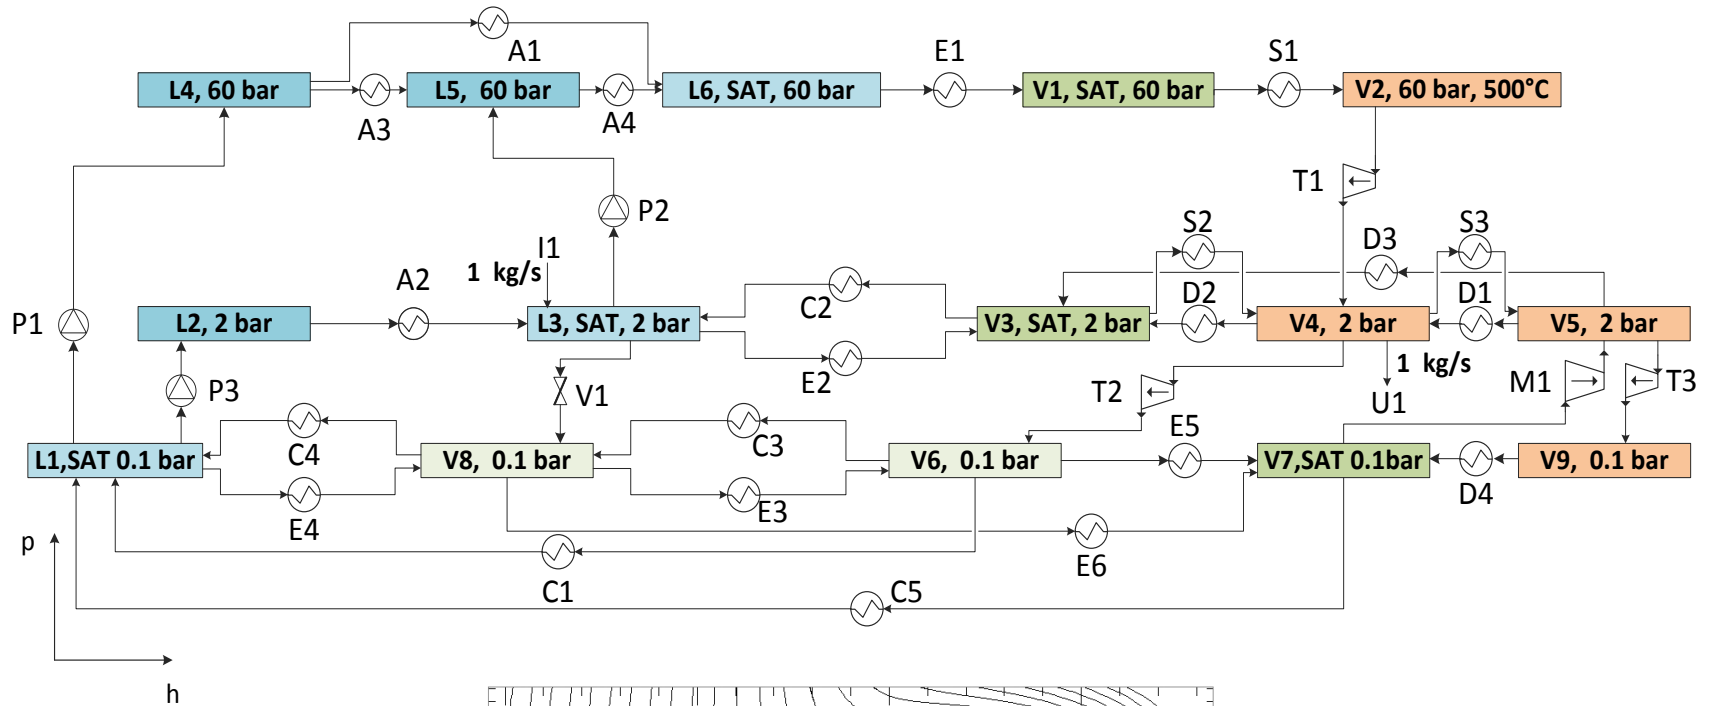 A1
E1
S1
L4, 60 bar
L5, 60 bar
L6, SAT, 60 bar
V1, SAT, 60 bar
V2, 60 bar, 500°C
A3
A4
T1
P2
S2
D3
S3
I1
1 kg/s
A2
C2
D2
D1
P1
L2, 2 bar
L3, SAT, 2 bar
V3, SAT, 2 bar
V4, 2 bar
V5, 2 bar
E2
1 kg/s
P3
V1
T2
U1
M1
T3
C4
C3
E5
L1,SAT 0.1 bar
V8, 0.1 bar
V6, 0.1 bar
V7,SAT 0.1bar
V9, 0.1 bar
E4
E3
D4
p
E6
C1
C5
h